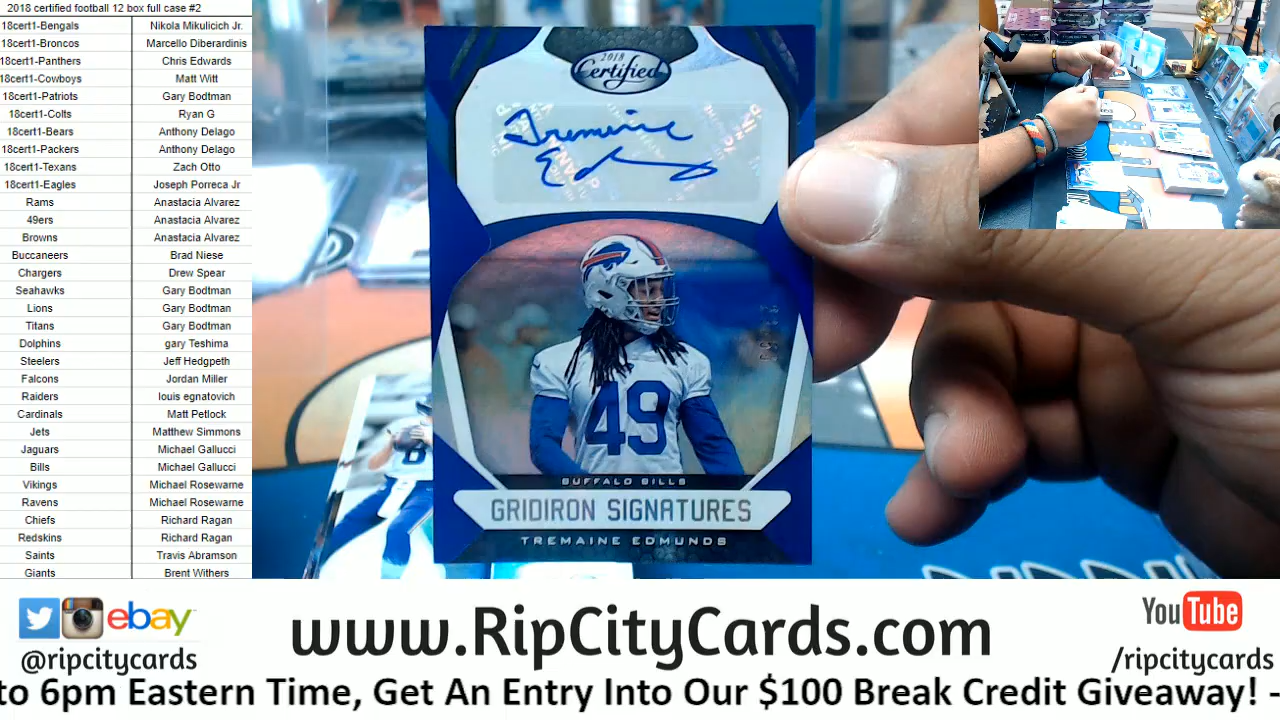 2018 certified football 12 box full case #2
18cert1-Bengals Nikola Mikulicich Jr.
18cert1-Broncos Marcello Diberardinis
18cert1-Panthers Chris Edwards
18cert1-Cowboys Matt Witt
18cert1-Patriots Gary Bodtman
18cert1-Colts Ryan G
18cert1-Bears Anthony Delago
18cert1-Packers Anthony Delago
18cert1-Texans Zach Otto
18cert1-Eagles Joseph Porreca Jr
Rams Anastacia Alvarez
49ers Anastacia Alvarez
Browns Anastacia Alvarez
Buccaneers Brad Niese
Chargers Drew Spear
Seahawks Gary Bodtman
Lions Gary Bodtman
Titans Gary Bodtman
Dolphins gary Teshima
Steelers Jeff Hedgpeth
Falcons Jordan Miller
Raiders louis egnatovich
Cardinals Matt Petlock
Jets Matthew Simmons
Jaguars Michael Gallucci
Bills Michael Gallucci
Vikings Michael Rosewarne
Ravens Michael Rosewarne
Chiefs Richard Ragan
Redskins Richard Ragan
Saints Travis Abramson
Giants Brent Withers
2018
Certified
Tremaine
Edmunds
49
BUFFALO BILLS
GRIDIRON SIGNATURES
TREMAINE EDMUNDS
ebay
@ripcitycards
www.RipCityCards.com
YouTube
/ripcitycards
to 6pm Eastern Time, Get An Entry Into Our $100 Break Credit Giveaway! -